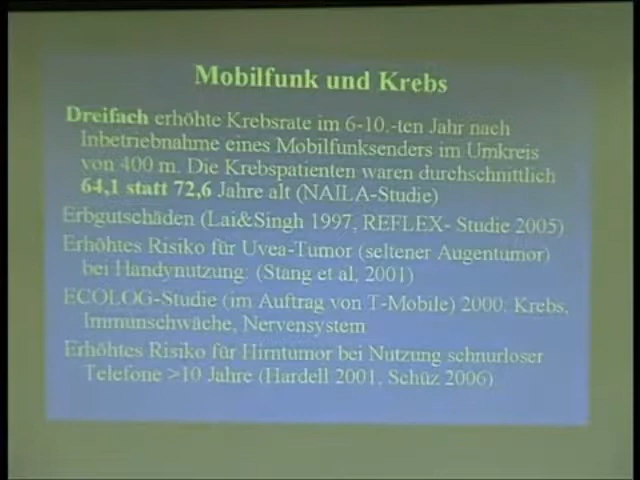 Mobilfunk und Krebs
Dreifach erhöhte Krebsrate im 6-10.-ten Jahr nach
Inbetriebnahme eines Mobilfunksenders im Umkreis
von 400 m. Die Krebspatienten waren durchschnittlich
64,1 statt 72,6 Jahre alt (NAILA-Studie)
Erbgutschäden (Lai&Singh 1997, REFLEX- Studie 2005)
Erhöhtes Risiko für Uvea-Tumor (seltener Augentumor)
bei Handynutzung: (Stang et al, 2001)
ECOLOG-Studie (im Auftrag von T-Mobile) 2000: Krebs,
Immunschwäche, Nervensystem
Erhöhtes Risiko für Hirntumor bei Nutzung schnurloser
Telefone >10 Jahre (Hardell 2001, Schüz 2006)